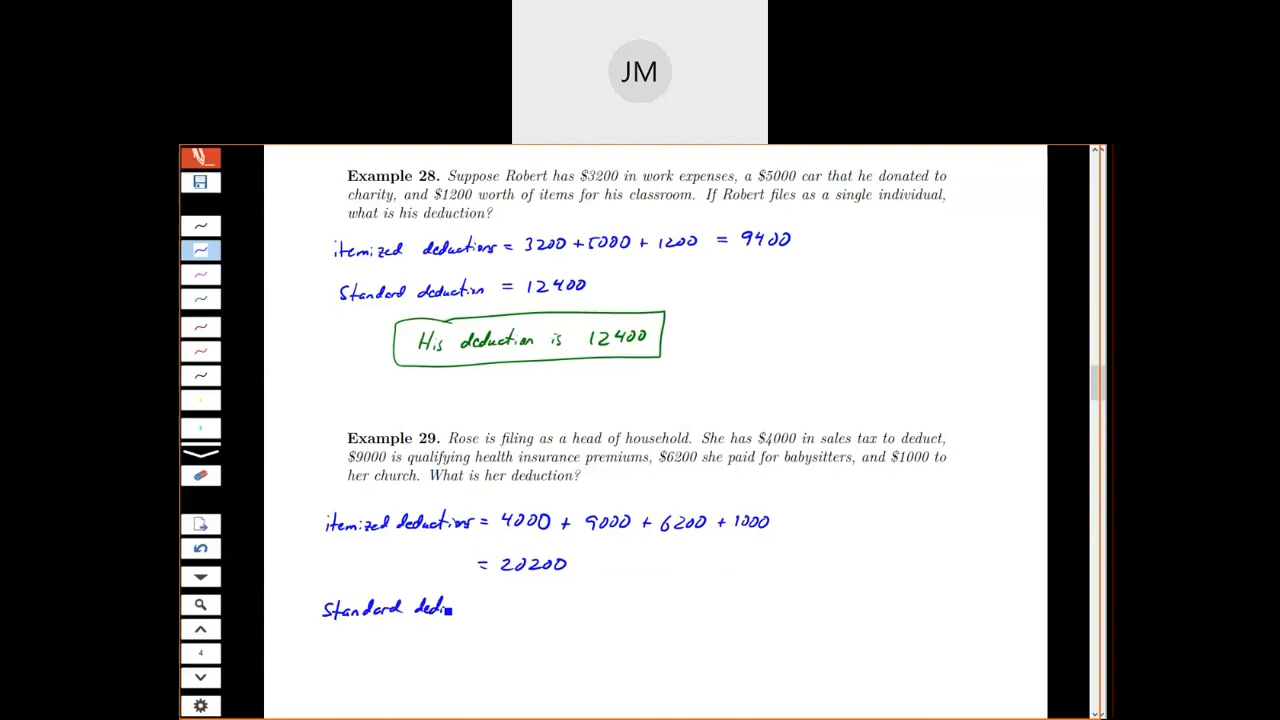 JM
Example 28. Suppose Robert has $3200 in work expenses, a $5000 car that he donated to
charity, and $1200 worth of items for his classroom. If Robert files as a single individual,
what is his deduction?
itemized deductions = 3200 + 5000 + 1200 = 9400
Standard deduction = 12400
His deduction is 12400
Example 29. Rose is filing as a head of household. She has $4000 in sales tax to deduct,
$9000 is qualifying health insurance premiums, $6200 she paid for babysitters, and $1000 to
her church. What is her deduction?
itemized deductions = 4000 + 9000 + 6200 + 1000
= 20200
Standard dedu
4